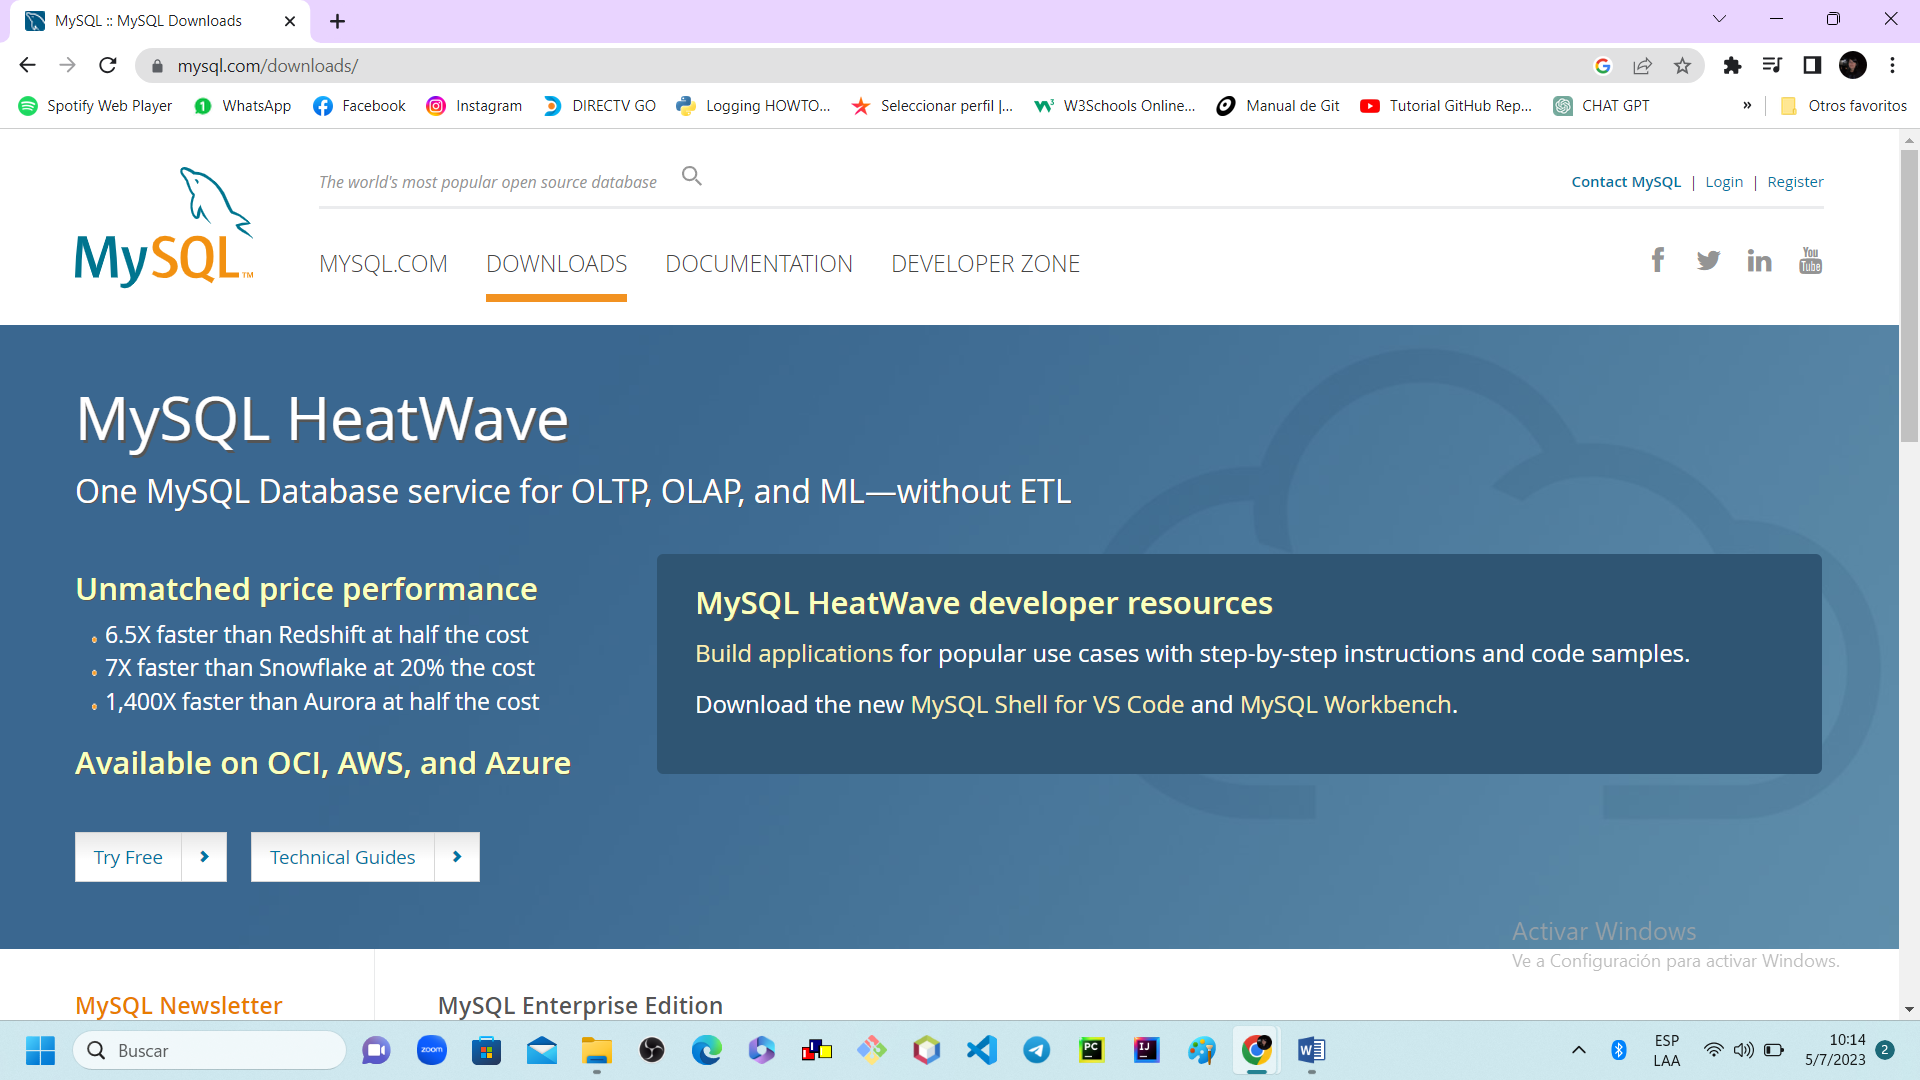 MySQL :: MySQL Downloads
mysql.com/downloads/
Spotify Web Player
WhatsApp
Facebook
Instagram
DIRECTV GO
Logging HOWTO...
Seleccionar perfil |...
W3Schools Online...
Manual de Git
Tutorial GitHub Rep...
CHAT GPT
»
Otros favoritos
MySQL™
The world's most popular open source database
Contact MySQL | Login | Register
MYSQL.COM
DOWNLOADS
DOCUMENTATION
DEVELOPER ZONE
You Tube
MySQL HeatWave
One MySQL Database service for OLTP, OLAP, and ML—without ETL
Unmatched price performance
6.5X faster than Redshift at half the cost
7X faster than Snowflake at 20% the cost
1,400X faster than Aurora at half the cost
Available on OCI, AWS, and Azure
MySQL HeatWave developer resources
Build applications for popular use cases with step-by-step instructions and code samples.
Download the new MySQL Shell for VS Code and MySQL Workbench.
Try Free
Technical Guides
Activar Windows
Ve a Configuración para activar Windows.
MySQL Newsletter
MySQL Enterprise Edition
Buscar
zoom
PC
IJ
ESP
LAA
10:14
5/7/2023
2